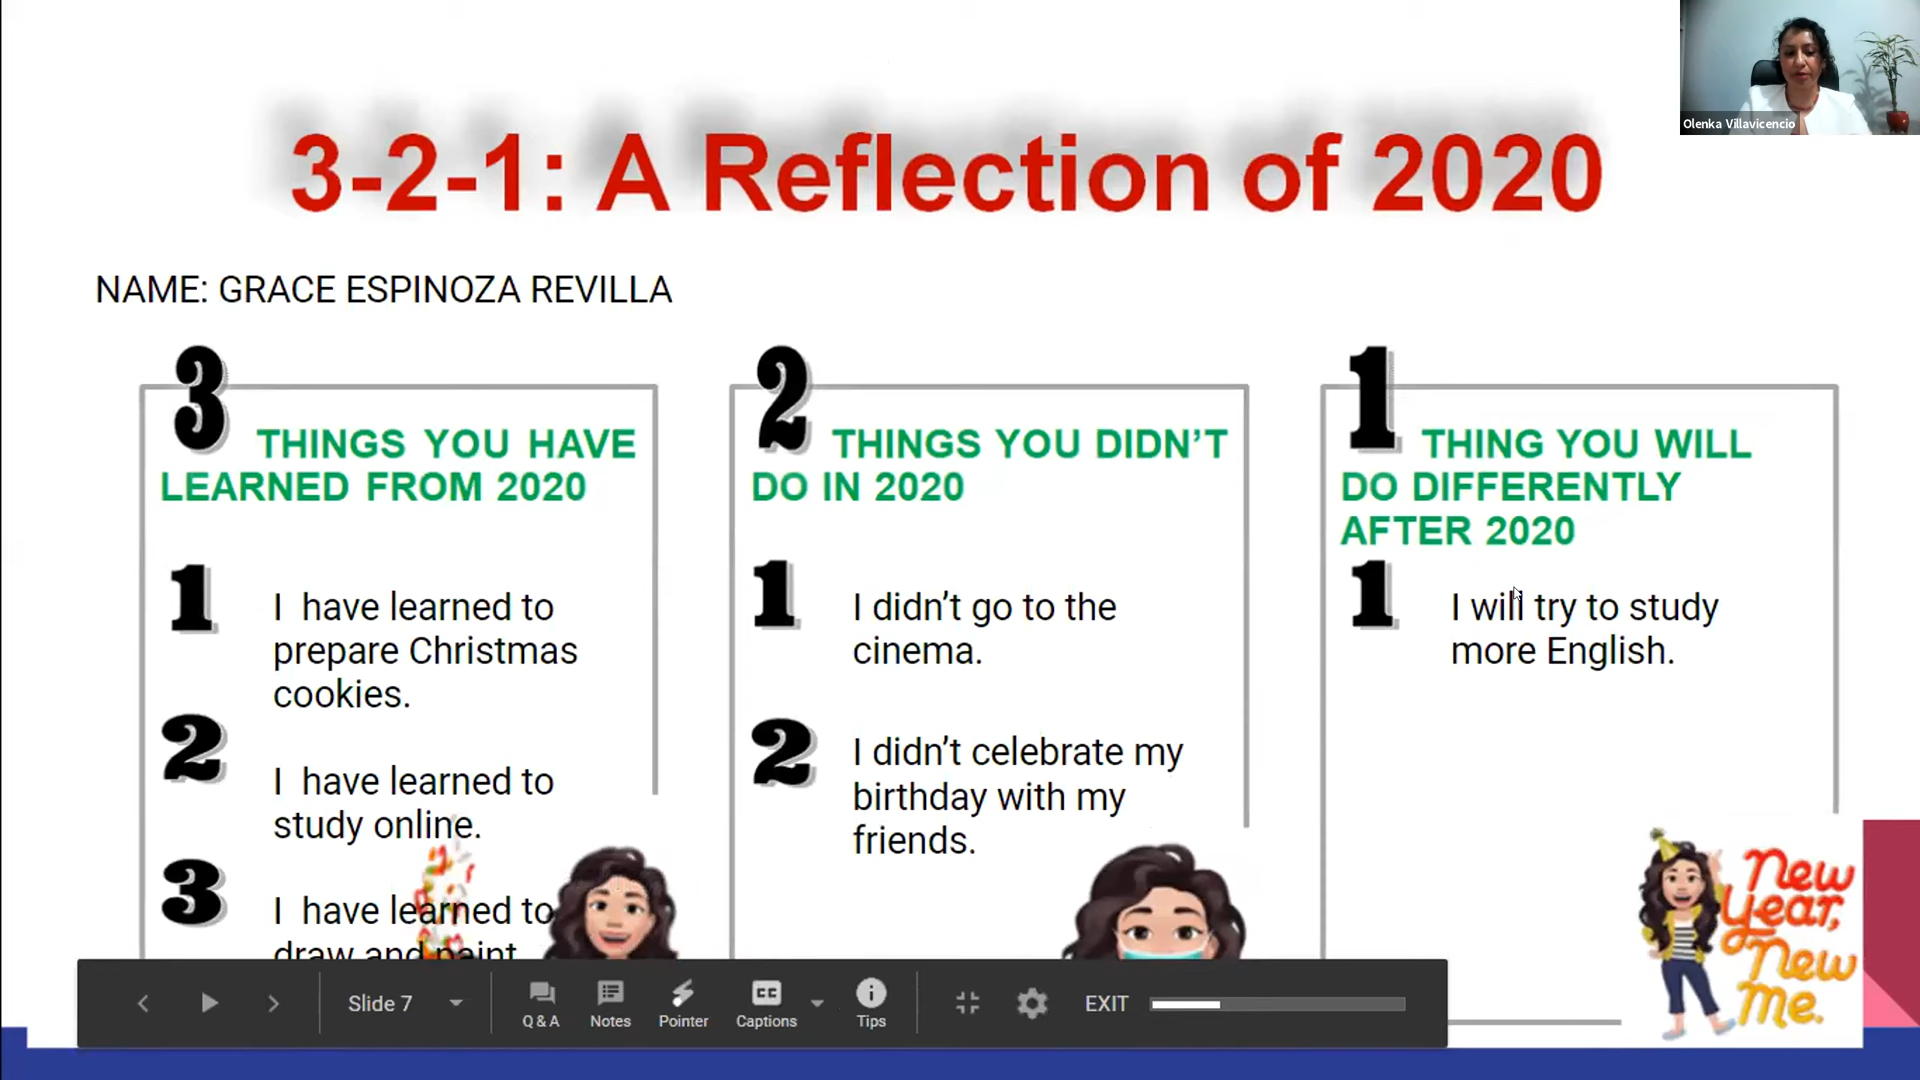 Olenka Villavicencio
3-2-1: A Reflection of 2020
NAME: GRACE ESPINOZA REVILLA
3 THINGS YOU HAVE
LEARNED FROM 2020
1 I have learned to
prepare Christmas
cookies.
2 I have learned to
study online.
3 I have learned to
draw and paint
2 THINGS YOU DIDN'T
DO IN 2020
1 I didn't go to the
cinema.
2 I didn't celebrate my
birthday with my
friends.
1 THING YOU WILL
DO DIFFERENTLY
AFTER 2020
1 I will try to study
more English.
New
Year,
New
Me.
Slide 7
Q & A
Notes
Pointer
CC
Captions
Tips
EXIT